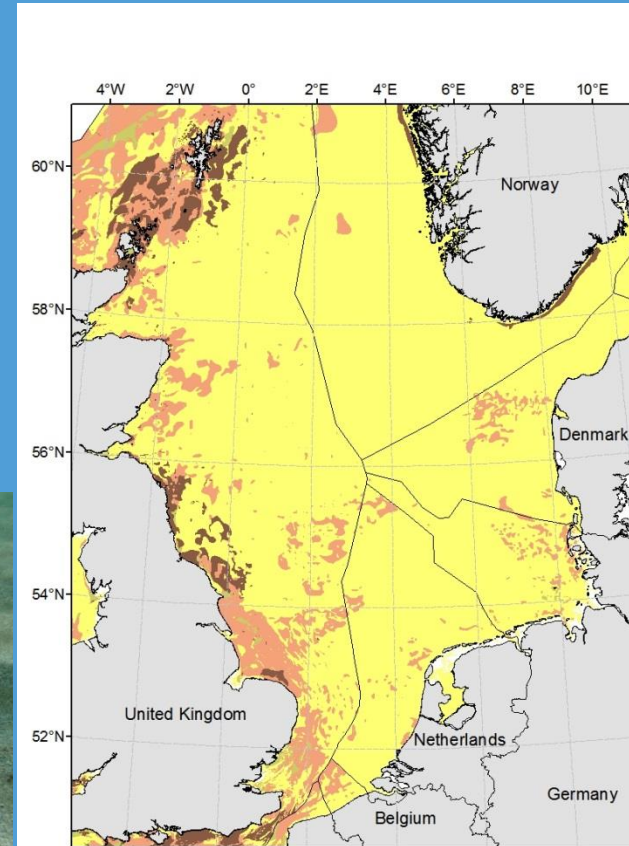 4°W 2°W 0° 2°E 4°E 6°E 8°E 10°E
60°N
Norway
58°N
Denmark
56°N
54°N
United Kingdom
52°N
Netherlands
Germany
Belgium